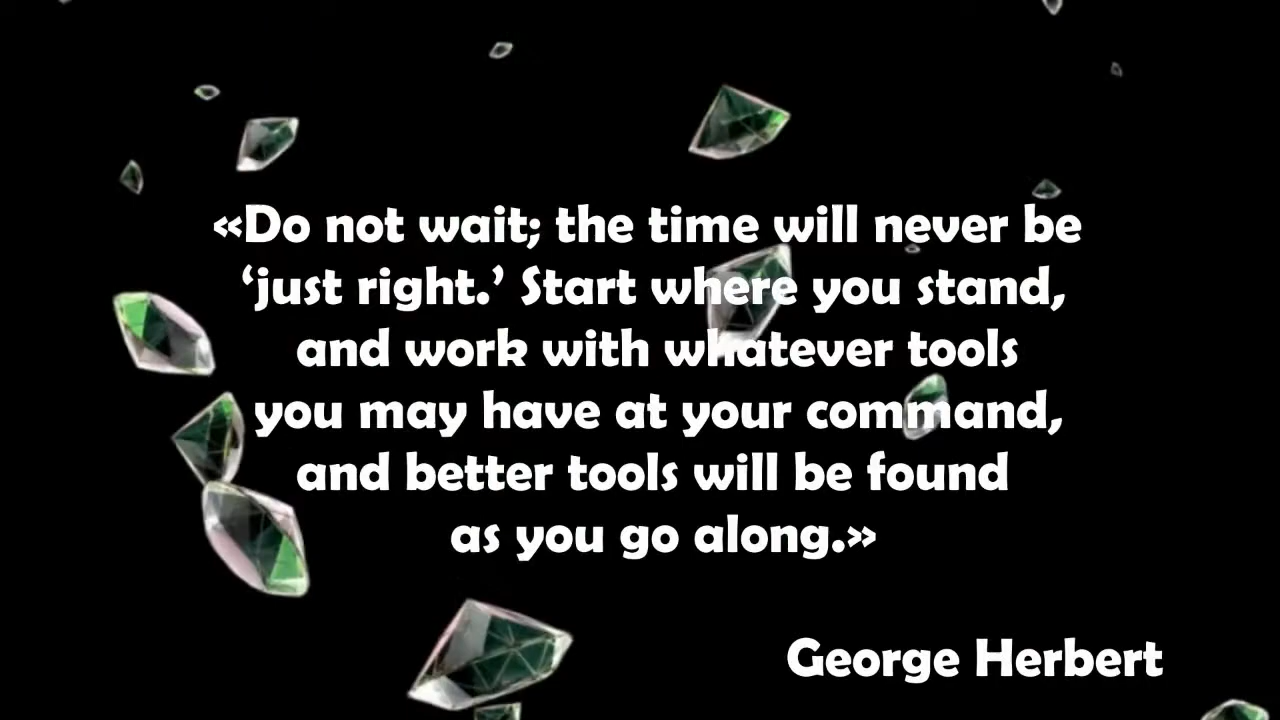 «Do not wait; the time will never be
‘just right.’ Start where you stand,
and work with whatever tools
you may have at your command,
and better tools will be found
as you go along.»
George Herbert